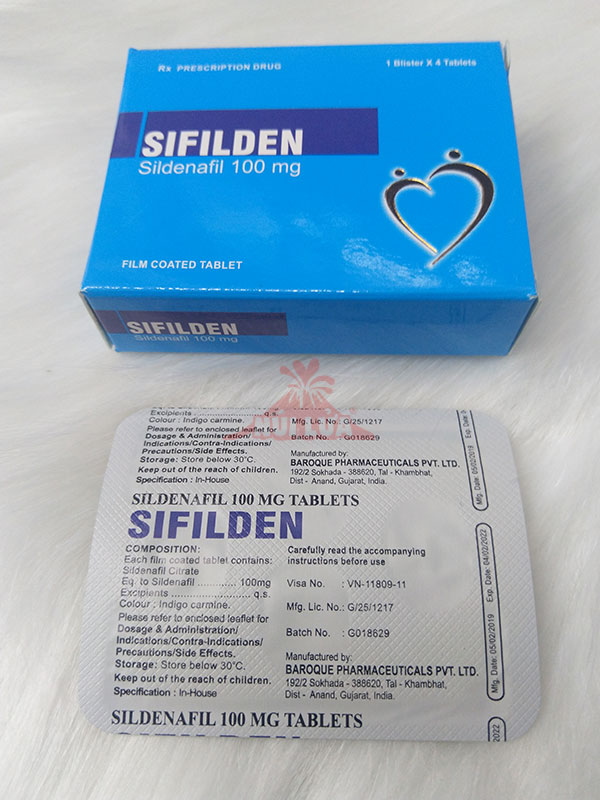 Rx PRESCRIPTION DRUG
1 Blister X 4 Tablets
SIFILDEN
Sildenafil 100 mg
FILM COATED TABLET
SIFILDEN
Sildenafil 100 mg
Excipients q.s.
Colour : Indigo carmine.
Please refer to enclosed leaflet for
Dosage & Administration/
Indications/Contra-Indications/
Precautions/Side Effects.
Storage: Store below 30°C.
Keep out of the reach of children.
Specification : In-House
Mfg. Lic. No.: G/25/1217
Batch No. : G018629
Manufactured by:
BAROQUE PHARMACEUTICALS PVT. LTD.
192/2 Sokhada - 388620, Tal - Khambhat,
Dist - Anand, Gujarat, India.
Mfg. Date: 05/02/2019 Exp. Date:
SILDENAFIL 100 MG TABLETS
SIFILDEN
COMPOSITION:
Each film coated tablet contains:
Sildenafil Citrate
Eq. to Sildenafil ............ 100mg
Excipients ........................ q.s.
Colour : Indigo carmine.
Please refer to enclosed leaflet for
Dosage & Administration/
Indications/Contra-Indications/
Precautions/Side Effects.
Storage: Store below 30°C.
Keep out of the reach of children.
Specification : In-House
Carefully read the accompanying
instructions before use
Visa No. : VN-11809-11
Mfg. Lic. No.: G/25/1217
Batch No. : G018629
Manufactured by:
BAROQUE PHARMACEUTICALS PVT. LTD.
192/2 Sokhada - 388620, Tal - Khambhat,
Dist - Anand, Gujarat, India.
Mfg. Date: 05/02/2019 Exp. Date: 04/02/2022
SILDENAFIL 100 MG TABLETS
SIFILDEN
2022